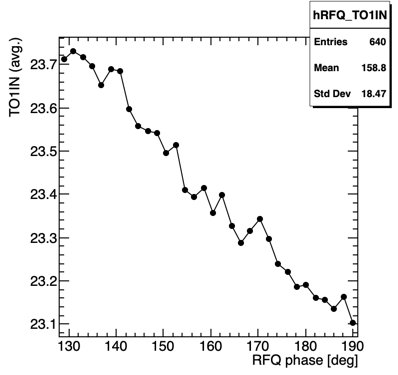 hRFQ_TO1IN
Entries 640
Mean 158.8
Std Dev 18.47
TO1IN (avg.)
23.7
23.6
23.5
23.4
23.3
23.2
23.1
130 140 150 160 170 180 190
RFQ phase [deg]